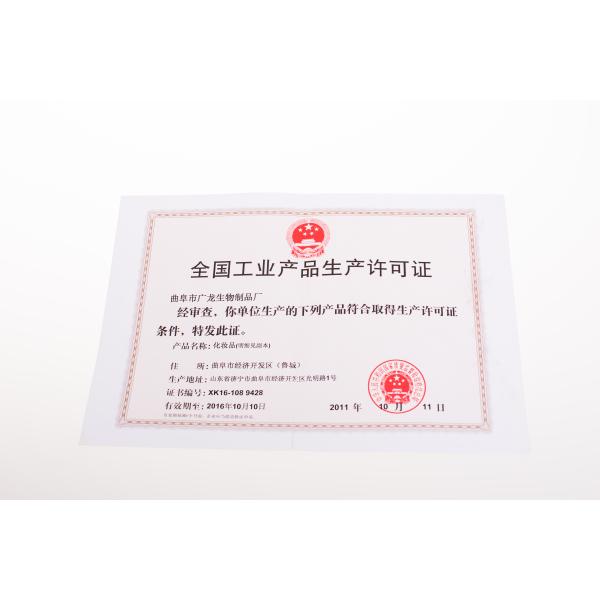 全国工业产品生产许可证
曲阜市广龙生物制品厂
经审查，你单位生产的下列产品符合取得生产许可证
条件，特发此证。
产品名称：化妆品(明细见副本)
住 所：曲阜市经济开发区（鲁城）
生产地址：山东省济宁市曲阜市经济开发区光明路1号
证书编号：XK16-108 9428
有效期至：2016年10月10日
2011 年 10 月 11 日